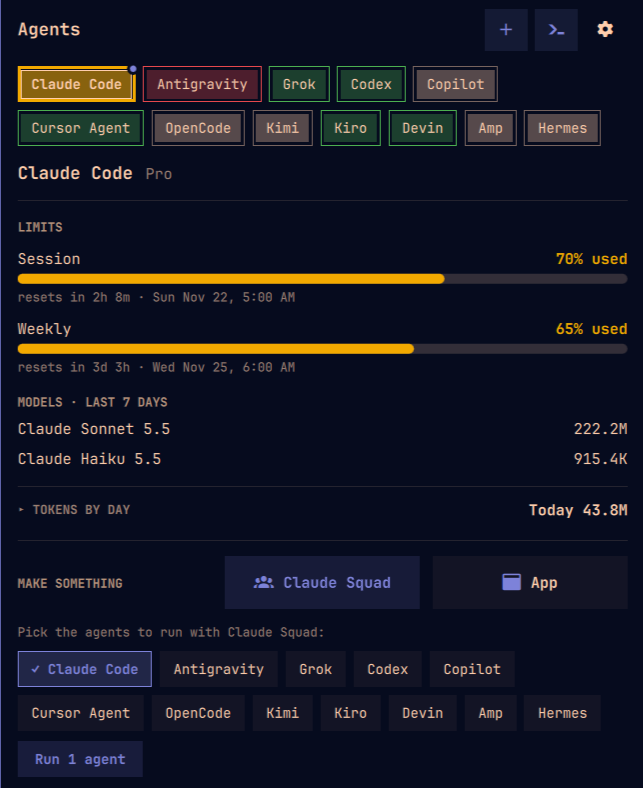 Agents
Claude Code Antigravity Grok Codex Copilot
Cursor Agent OpenCode Kimi Kiro Devin Amp Hermes
Claude Code Pro
LIMITS
Session 70% used
resets in 2h 8m · Sun Nov 22, 5:00 AM
Weekly 65% used
resets in 3d 3h · Wed Nov 25, 6:00 AM
MODELS · LAST 7 DAYS
Claude Sonnet 5.5 222.2M
Claude Haiku 5.5 915.4K
TOKENS BY DAY Today 43.8M
MAKE SOMETHING Claude Squad App
Pick the agents to run with Claude Squad:
✓ Claude Code Antigravity Grok Codex Copilot
Cursor Agent OpenCode Kimi Kiro Devin Amp Hermes
Run 1 agent